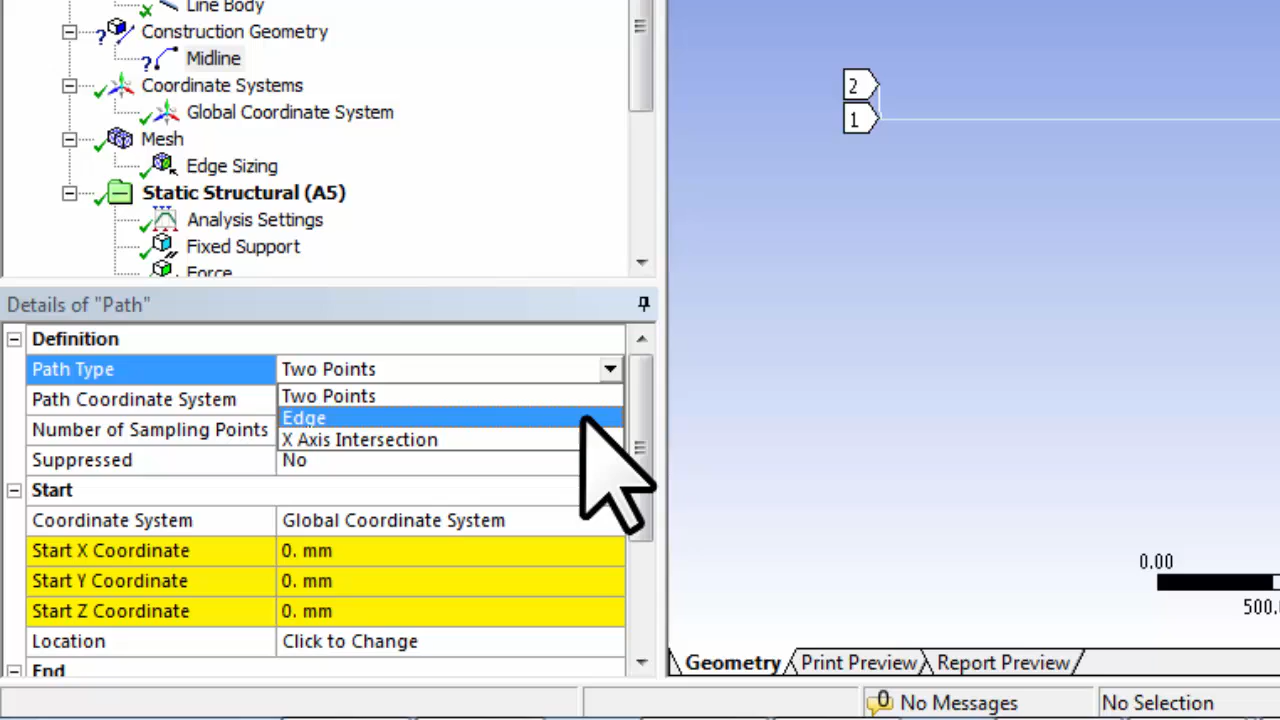 Line Body
Construction Geometry
Midline
Coordinate Systems
Global Coordinate System
Mesh
Edge Sizing
Static Structural (A5)
Analysis Settings
Fixed Support
Force
Details of "Path"
Definition
Path Type Two Points
Two Points
Path Coordinate System
Edge
Number of Sampling Points
X Axis Intersection
Suppressed No
Start
Coordinate System Global Coordinate System
Start X Coordinate 0. mm
Start Y Coordinate 0. mm
Start Z Coordinate 0. mm
Location Click to Change
End
2
1
0.00
500.
Geometry Print Preview Report Preview
0 No Messages No Selection